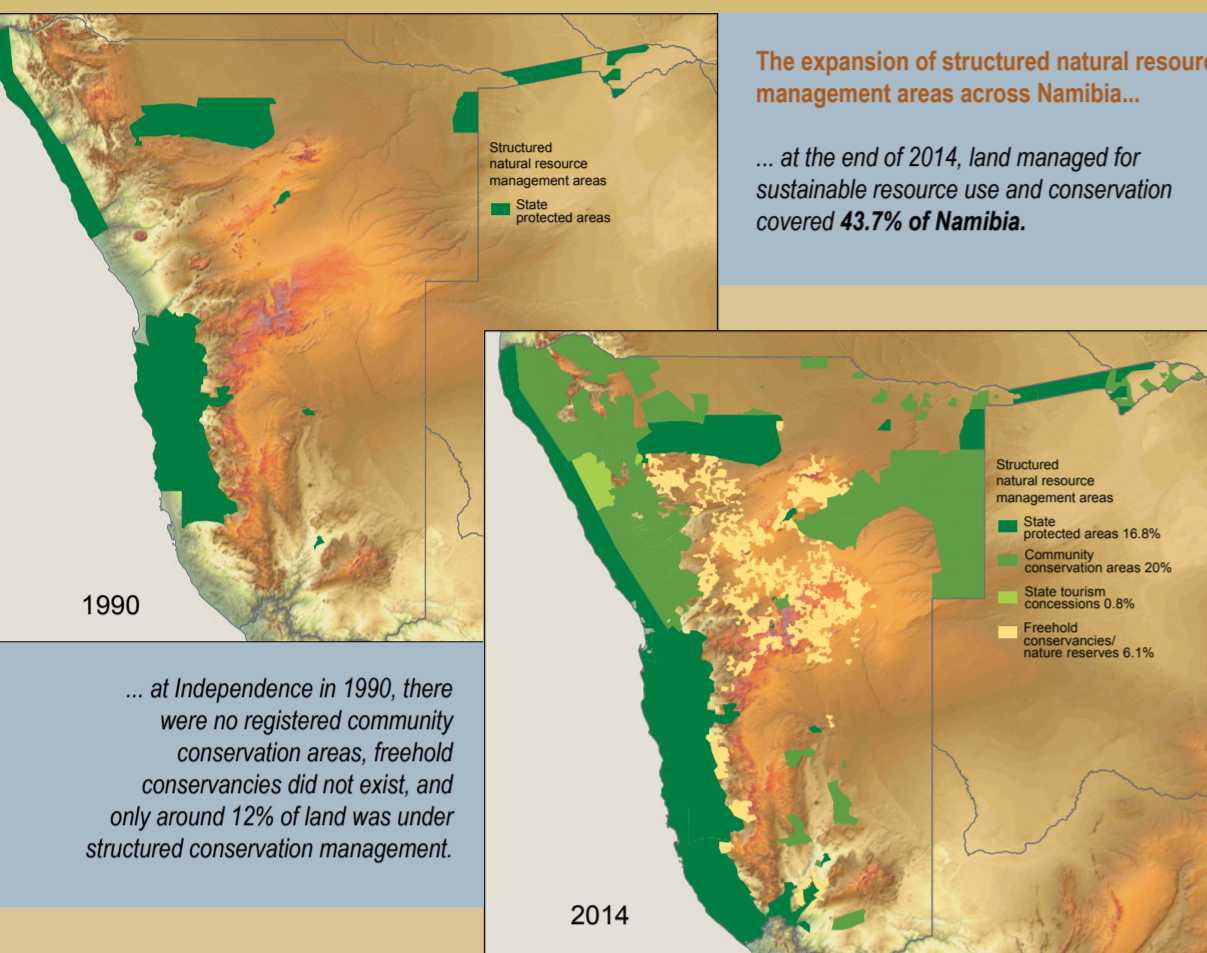 Structured
natural resource
management areas
State
protected areas
1990
The expansion of structured natural
management areas across Namibia...
... at the end of 2014, land managed for
sustainable resource use and conservation
covered 43.7% of Namibia.
... at Independence in 1990, there
were no registered community
conservation areas, freehold
conservancies did not exist, and
only around 12% of land was under
structured conservation management.
Structured
natural resource
management areas
State
protected areas 16.8%
Community
conservation areas 20%
State tourism
concessions 0.8%
Freehold
conservancies/
nature reserves 6.1%
2014